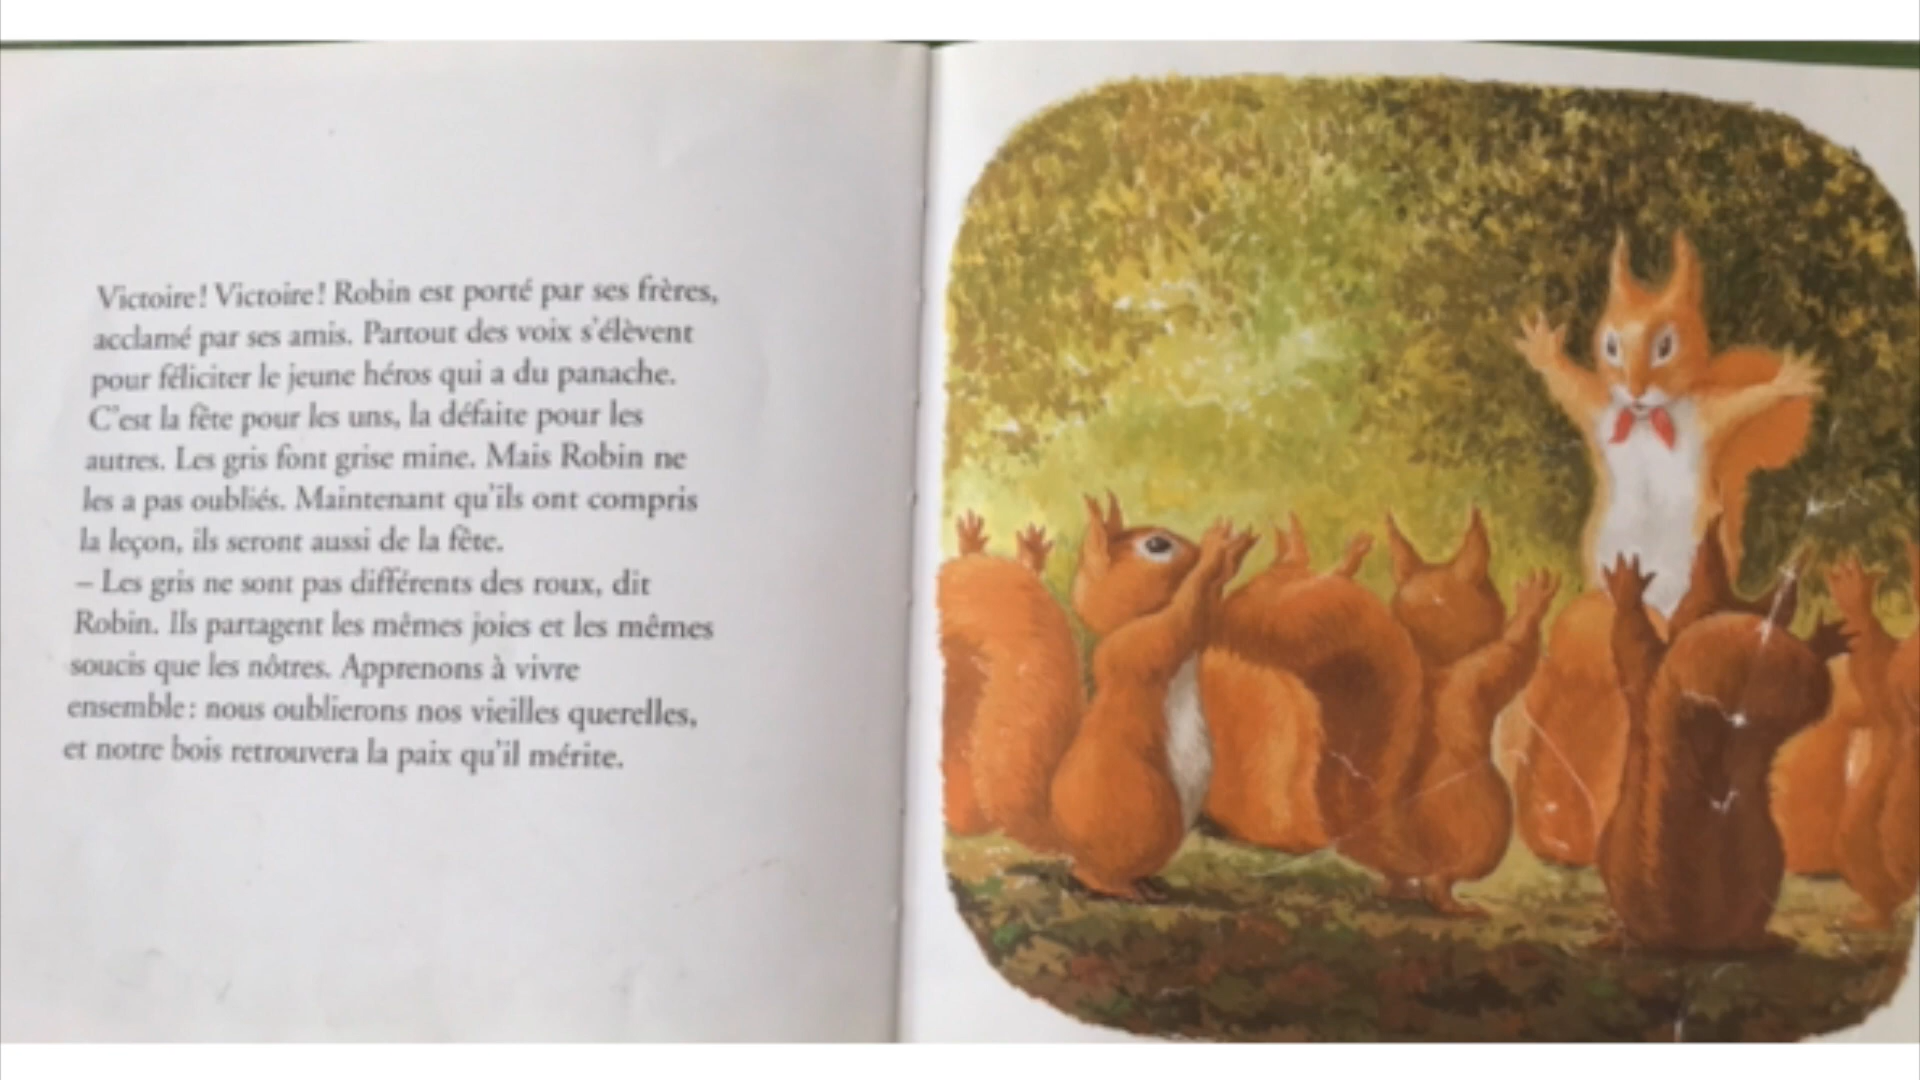 Victoire! Victoire! Robin est porté par ses frères,
acclamé par ses amis. Partout des voix s'élèvent
pour féliciter le jeune héros qui a du panache.
C'est la fête pour les uns, la défaite pour les
autres. Les gris font grise mine. Mais Robin ne
les a pas oubliés. Maintenant qu'ils ont compris
la leçon, ils seront aussi de la fête.
– Les gris ne sont pas différents des roux, dit
Robin. Ils partagent les mêmes joies et les mêmes
soucis que les nôtres. Apprenons à vivre
ensemble: nous oublierons nos vieilles querelles,
et notre bois retrouvera la paix qu'il mérite.